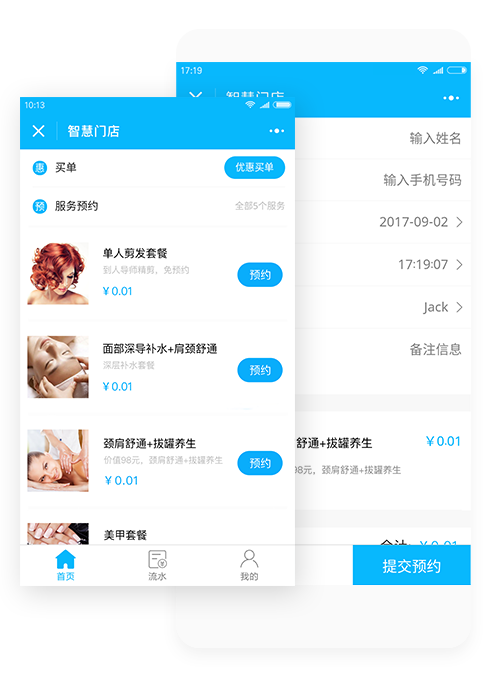 17:19
智慧门店
输入姓名
输入手机号码
2017-09-02
17:19:07
Jack
备注信息
舒通+拔罐养生
¥0.01
98元，颈肩舒通+拔罐养生
提交预约
10:13
智慧门店
惠 买单 优惠买单
预 服务预约 全部5个服务
单人剪发套餐
到人导师精剪，免预约
¥0.01
预约
面部深导补水+肩颈舒通
深层补水套餐
¥0.01
预约
颈肩舒通+拔罐养生
价值98元，颈肩舒通+拔罐养生
¥0.01
预约
美甲套餐
首页 流水 我的